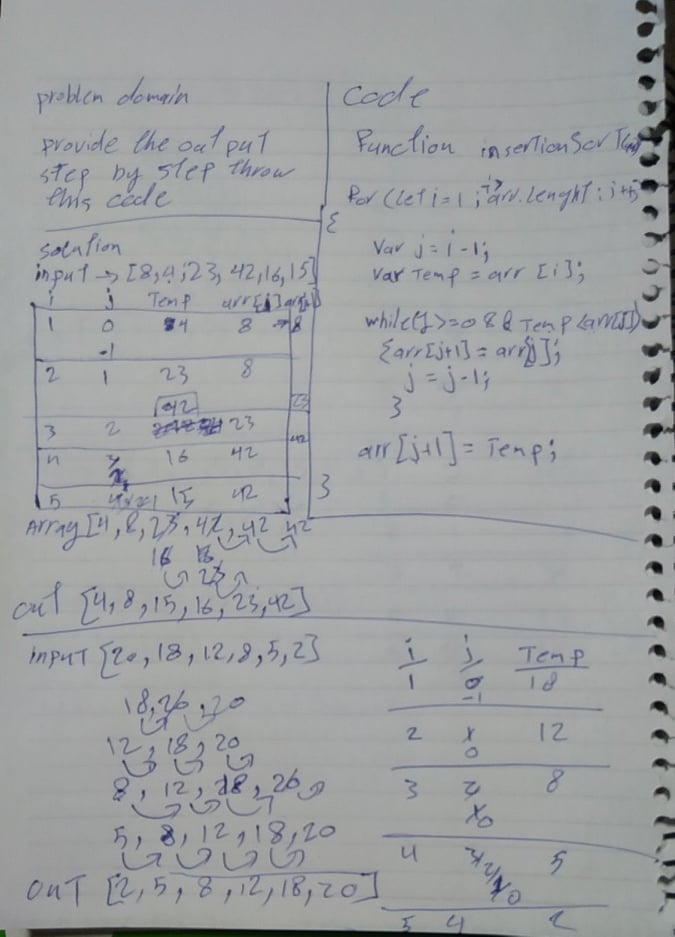 problem domain
provide the output
step by step throw
this code
solution
input → [8,4,23, 42,16,15]
i j Temp arr[j] arr[j+1]
1 0 4 8 → 8
-1
2 1 23 8
42 23
3 2 23 42
4 3 16 42
5 4 15 42
Array [4,8,23,42,42 42
16 16
23
out [4,8,15,16,23,42]
code
Function insertionSort
For (let i=1 ; i> arr.lenght ; i++)
{
Var j = i-1;
var Temp = arr [i];
while(j>=0 && Temp<arr[j])
{arr[j+1] = arr[j];
j = j-1;
}
arr[j+1] = Temp;
}
input [20,18,12,8,5,2]
18,20,20
12,18,20
8,12,18,20
5,8,12,18,20
OUT [2,5,8,12,18,20]
i j Temp
1 0 18
-1
2 1 12
0
3 2 8
1 0
4 3 2 1 0 5
5 4 2